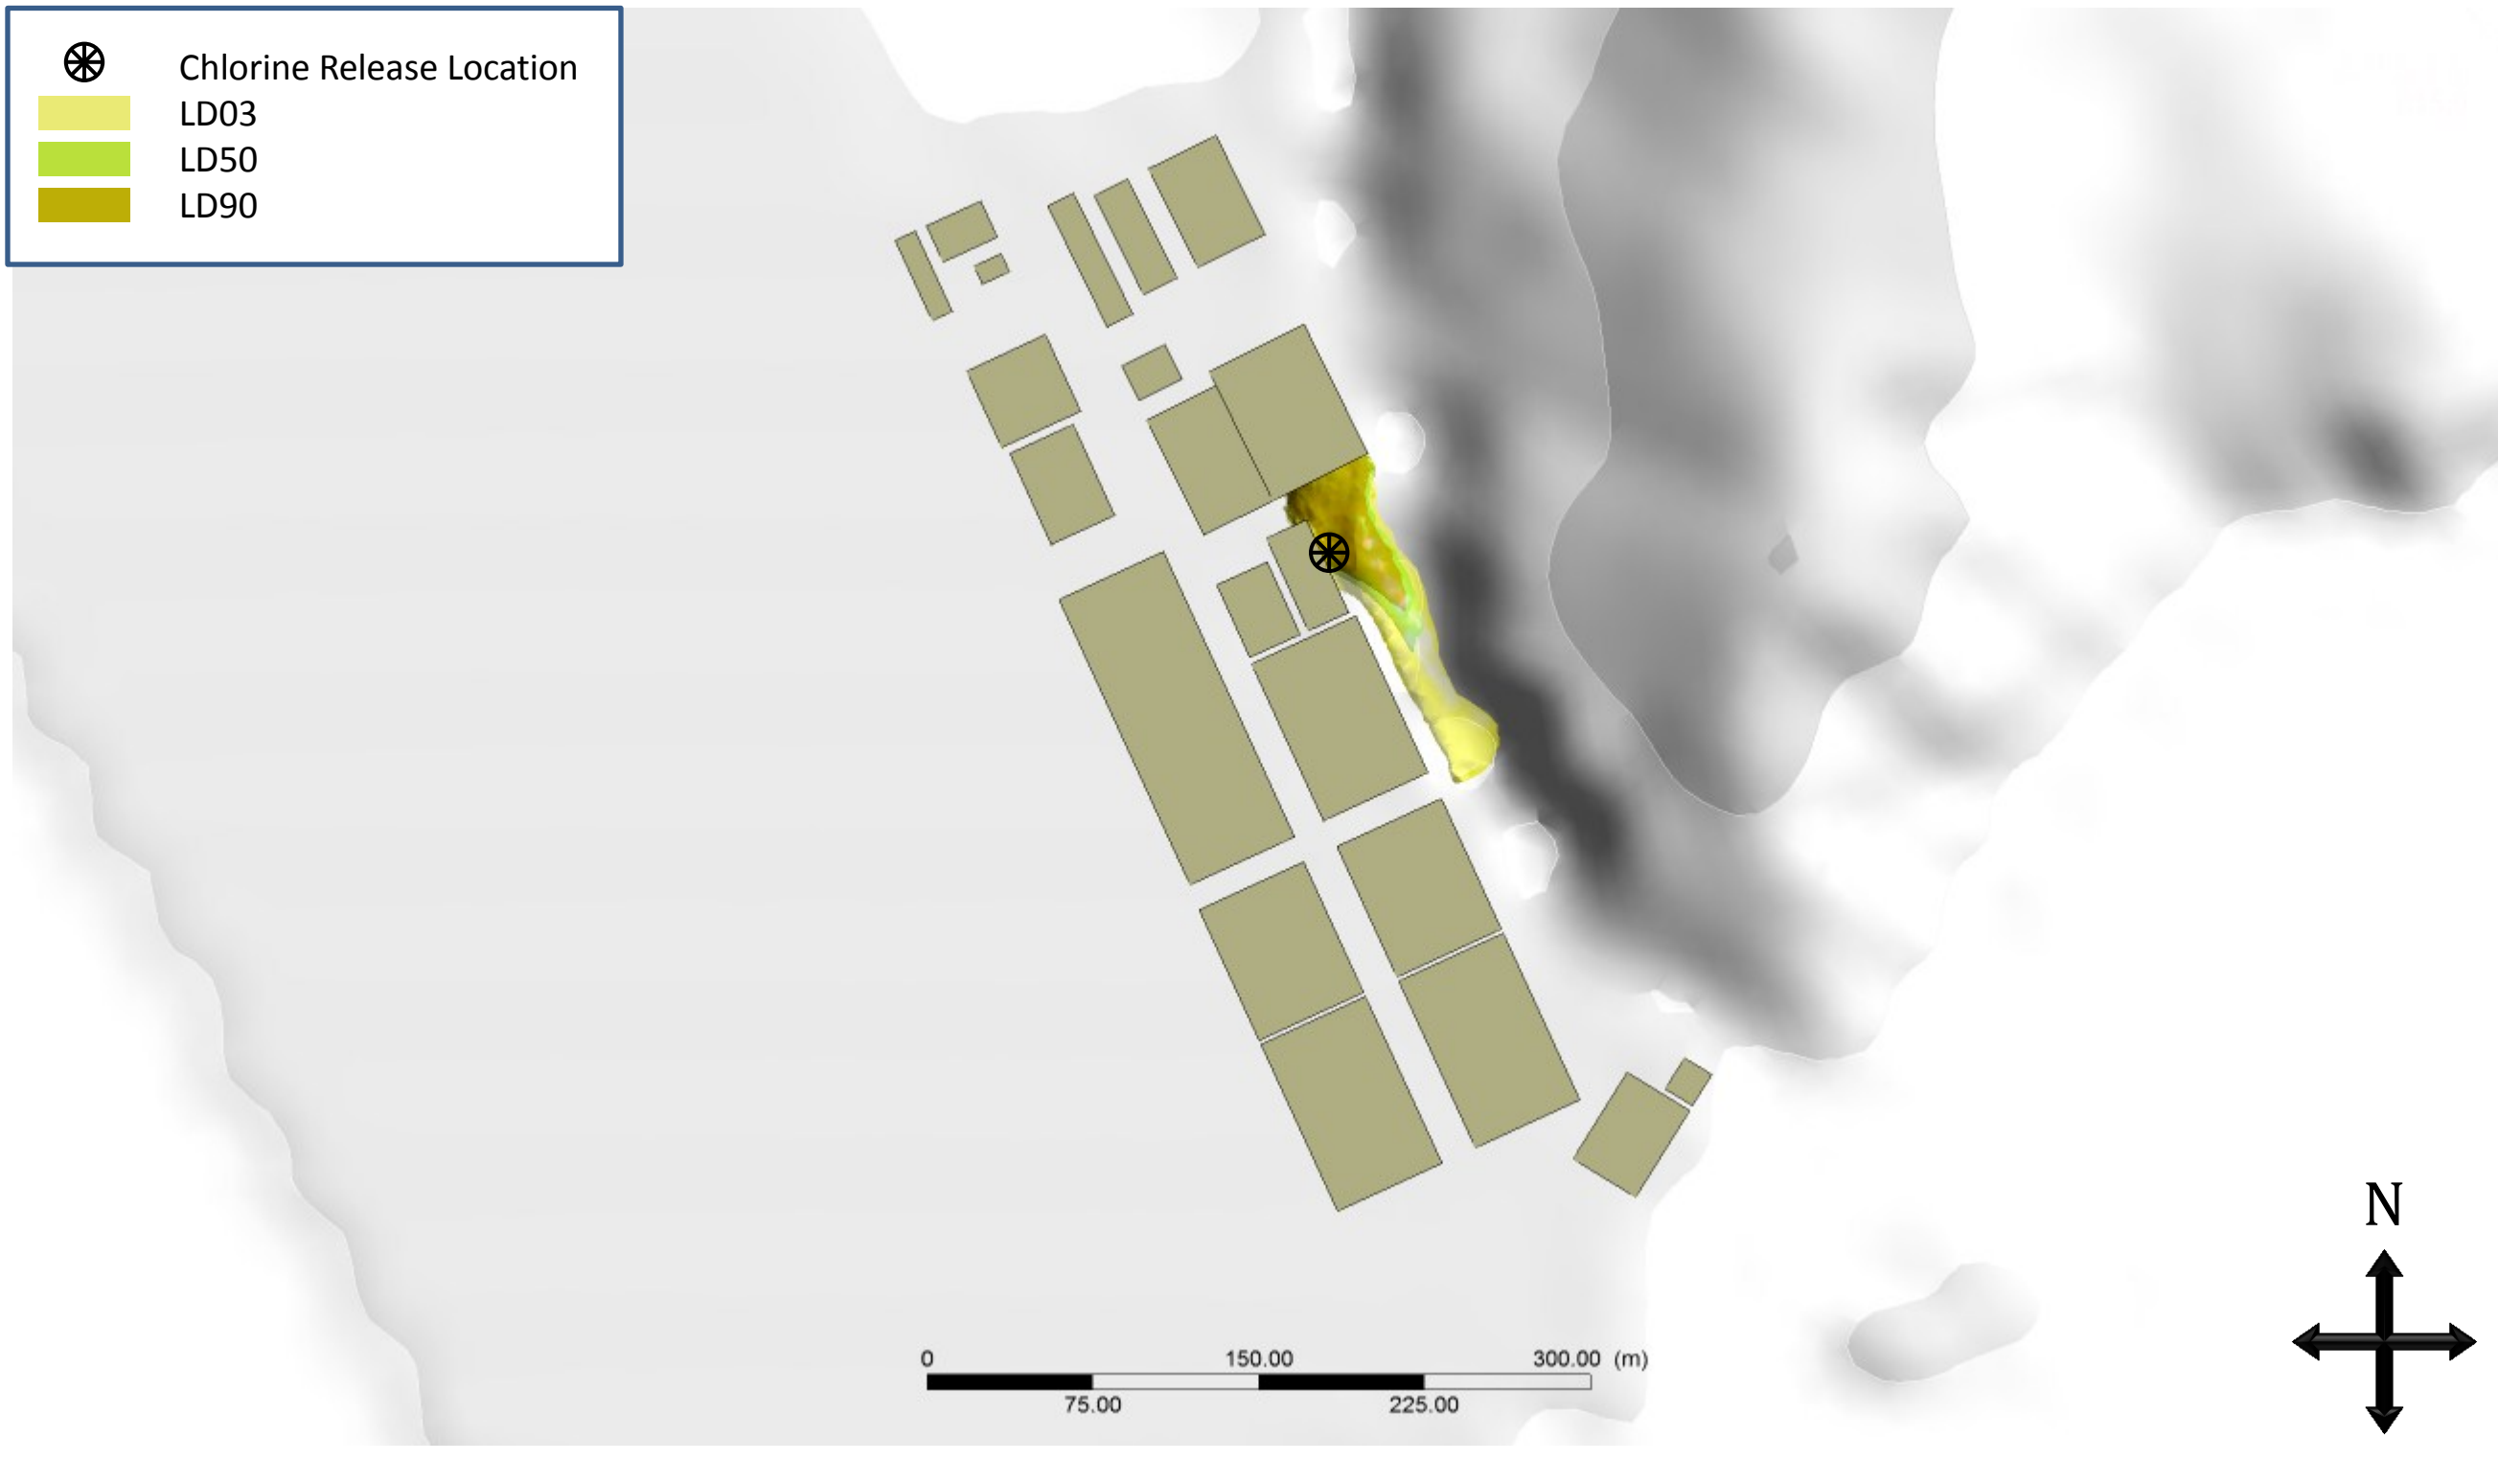 Chlorine Release Location
LD03
LD50
LD90
N
0 150.00 300.00 (m)
75.00 225.00